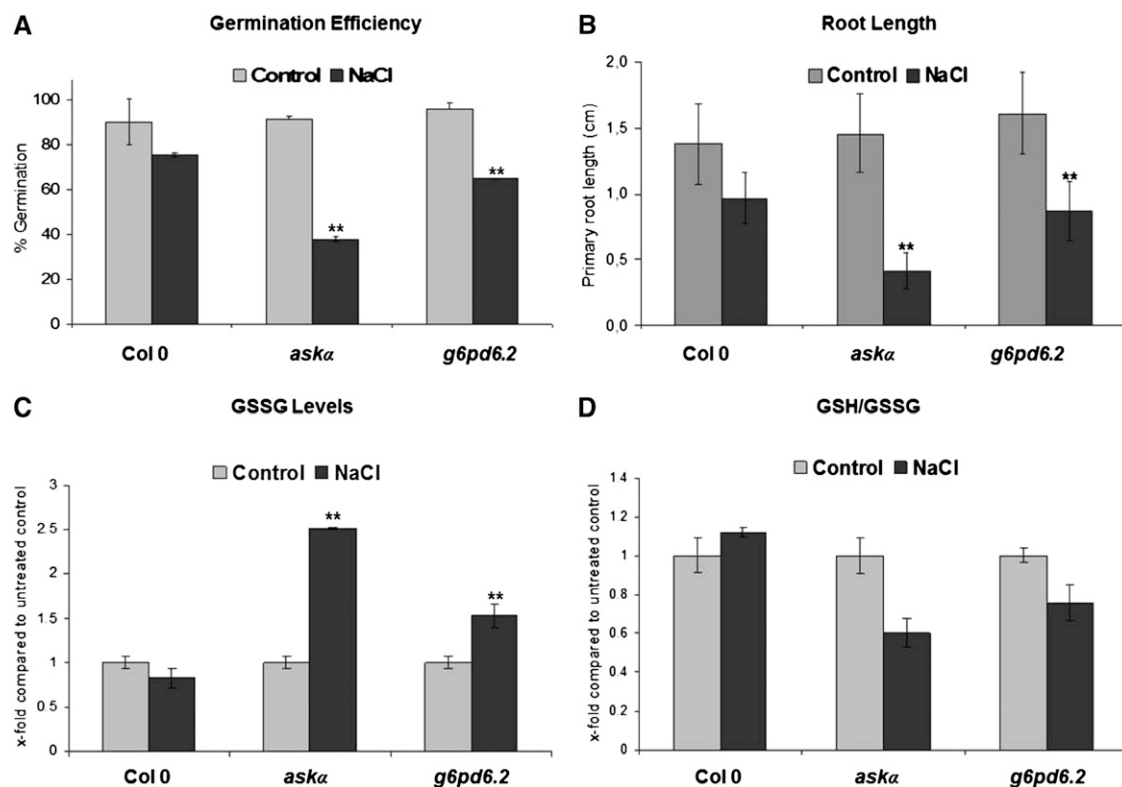 A
Germination Efficiency
Control
NaCl
% Germination
100
80
60
40
20
0
**
**
Col 0
askα
g6pd6.2
B
Root Length
Control
NaCl
Primary root length (cm)
2,0
1,5
1,0
0,5
0,0
**
**
Col 0
askα
g6pd6.2
C
GSSG Levels
Control
NaCl
x-fold compared to untreated control
3
2.5
2
1.5
1
0.5
0
**
**
Col 0
askα
g6pd6.2
D
GSH/GSSG
Control
NaCl
x-fold compared to untreated control
1.4
1.2
1
0.8
0.6
0.4
0.2
0
Col 0
askα
g6pd6.2